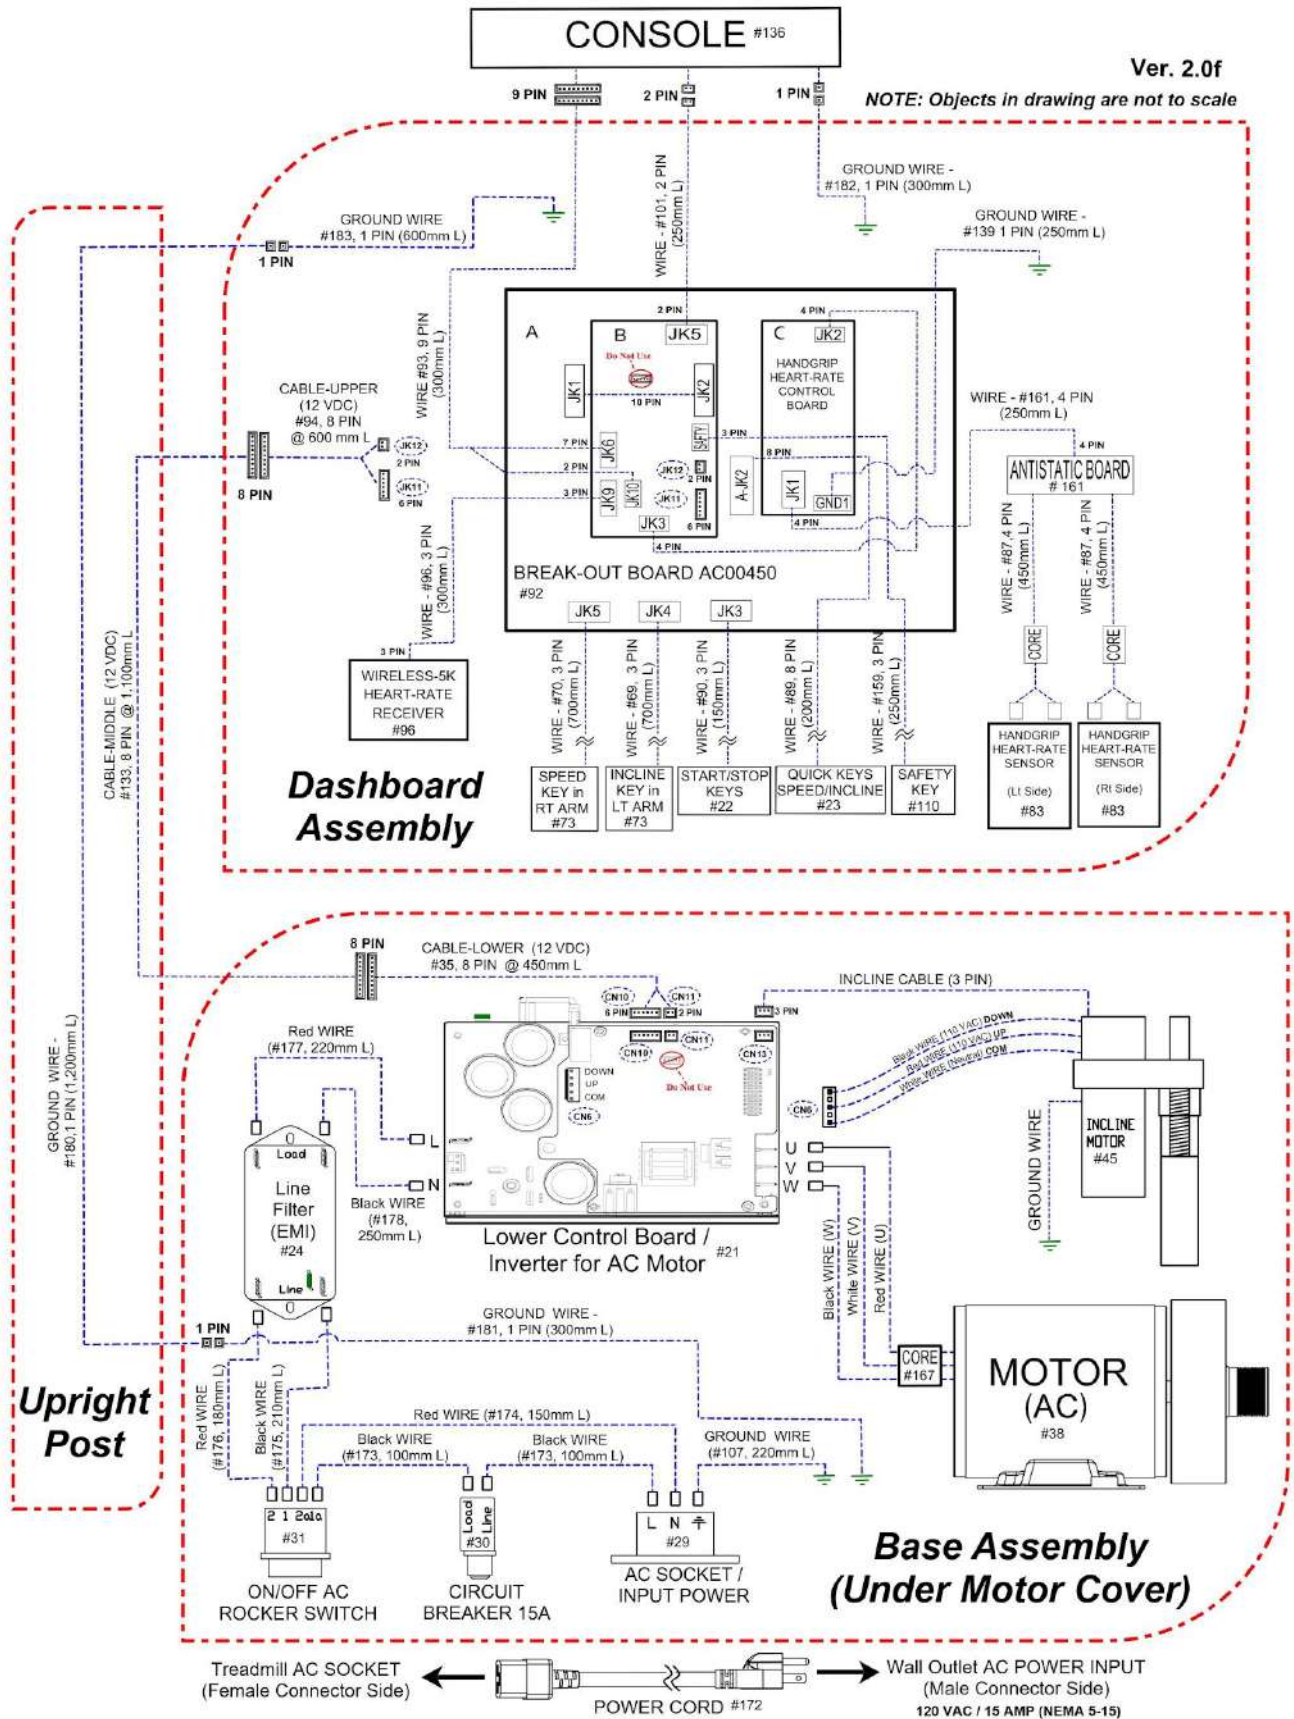 CONSOLE #136
Ver. 2.0f
NOTE: Objects in drawing are not to scale
9 PIN
2 PIN
1 PIN
WIRE - #101, 2 PIN
(250mm L)
GROUND WIRE -
#182, 1 PIN (300mm L)
GROUND WIRE
#183, 1 PIN (600mm L)
1 PIN
GROUND WIRE -
#139 1 PIN (250mm L)
WIRE #93, 9 PIN
(300mm L)
CABLE-UPPER
(12 VDC)
#94, 8 PIN
@ 600 mm L
8 PIN
JK12
2 PIN
JK11
6 PIN
A
B
C
2 PIN
JK5
Do Not Use
JK1
10 PIN
JK2
7 PIN
JK6
2 PIN
JK10
3 PIN
JK9
SAFTY
3 PIN
JK12
2 PIN
JK11
6 PIN
JK3
4 PIN
4 PIN
JK2
HANDGRIP
HEART-RATE
CONTROL
BOARD
8 PIN
A-JK2
JK1
GND1
4 PIN
BREAK-OUT BOARD AC00450
#92
JK5
JK4
JK3
WIRE - #161, 4 PIN
(250mm L)
4 PIN
ANTISTATIC BOARD
# 161
WIRE - #87,4 PIN
(450mm L)
WIRE - #87, 4 PIN
(450mm L)
CORE
CORE
HANDGRIP
HEART-RATE
SENSOR
(Lt Side)
#83
HANDGRIP
HEART-RATE
SENSOR
(Rt Side)
#83
WIRE - #96, 3 PIN
(300mm L)
3 PIN
WIRELESS-5K
HEART-RATE
RECEIVER
#96
WIRE - #70, 3 PIN
(700mm L)
WIRE - #69, 3 PIN
(700mm L)
WIRE - #90, 3 PIN
(150mm L)
WIRE - #89, 8 PIN
(200mm L)
WIRE - #159, 3 PIN
(250mm L)
SPEED
KEY in
RT ARM
#73
INCLINE
KEY in
LT ARM
#73
START/STOP
KEYS
#22
QUICK KEYS
SPEED/INCLINE
#23
SAFETY
KEY
#110
Dashboard
Assembly
CABLE-MIDDLE (12 VDC)
#133, 8 PIN @ 1,100mm L
GROUND WIRE -
#180,1 PIN (1,200mm L)
Upright
Post
8 PIN
CABLE-LOWER (12 VDC)
#35, 8 PIN @ 450mm L
CN10
CN11
6 PIN
2 PIN
3 PIN
INCLINE CABLE (3 PIN)
Red WIRE
(#177, 220mm L)
CN10
CN11
CN13
Do Not Use
DOWN
UP
COM
CN6
Black WIRE (110 VAC) DOWN
Red WIRE (110 VAC) UP
White WIRE (Neutral) COM
CN6
INCLINE
MOTOR
#45
GROUND WIRE
L
N
U
V
W
Load
Line
Filter
(EMI)
#24
Line
Black WIRE
(#178,
250mm L)
Lower Control Board /
Inverter for AC Motor #21
Black WIRE (W)
White WIRE (V)
Red WIRE (U)
CORE
#167
MOTOR
(AC)
#38
1 PIN
GROUND WIRE -
#181, 1 PIN (300mm L)
Red WIRE
(#176, 180mm L)
Black WIRE
(#175, 210mm L)
Red WIRE (#174, 150mm L)
Black WIRE
(#173, 100mm L)
Black WIRE
(#173, 100mm L)
GROUND WIRE
(#107, 220mm L)
2 1 2a1a
#31
ON/OFF AC
ROCKER SWITCH
Load
Line
#30
CIRCUIT
BREAKER 15A
L N
#29
AC SOCKET /
INPUT POWER
Base Assembly
(Under Motor Cover)
Treadmill AC SOCKET
(Female Connector Side)
POWER CORD #172
Wall Outlet AC POWER INPUT
(Male Connector Side)
120 VAC / 15 AMP (NEMA 5-15)